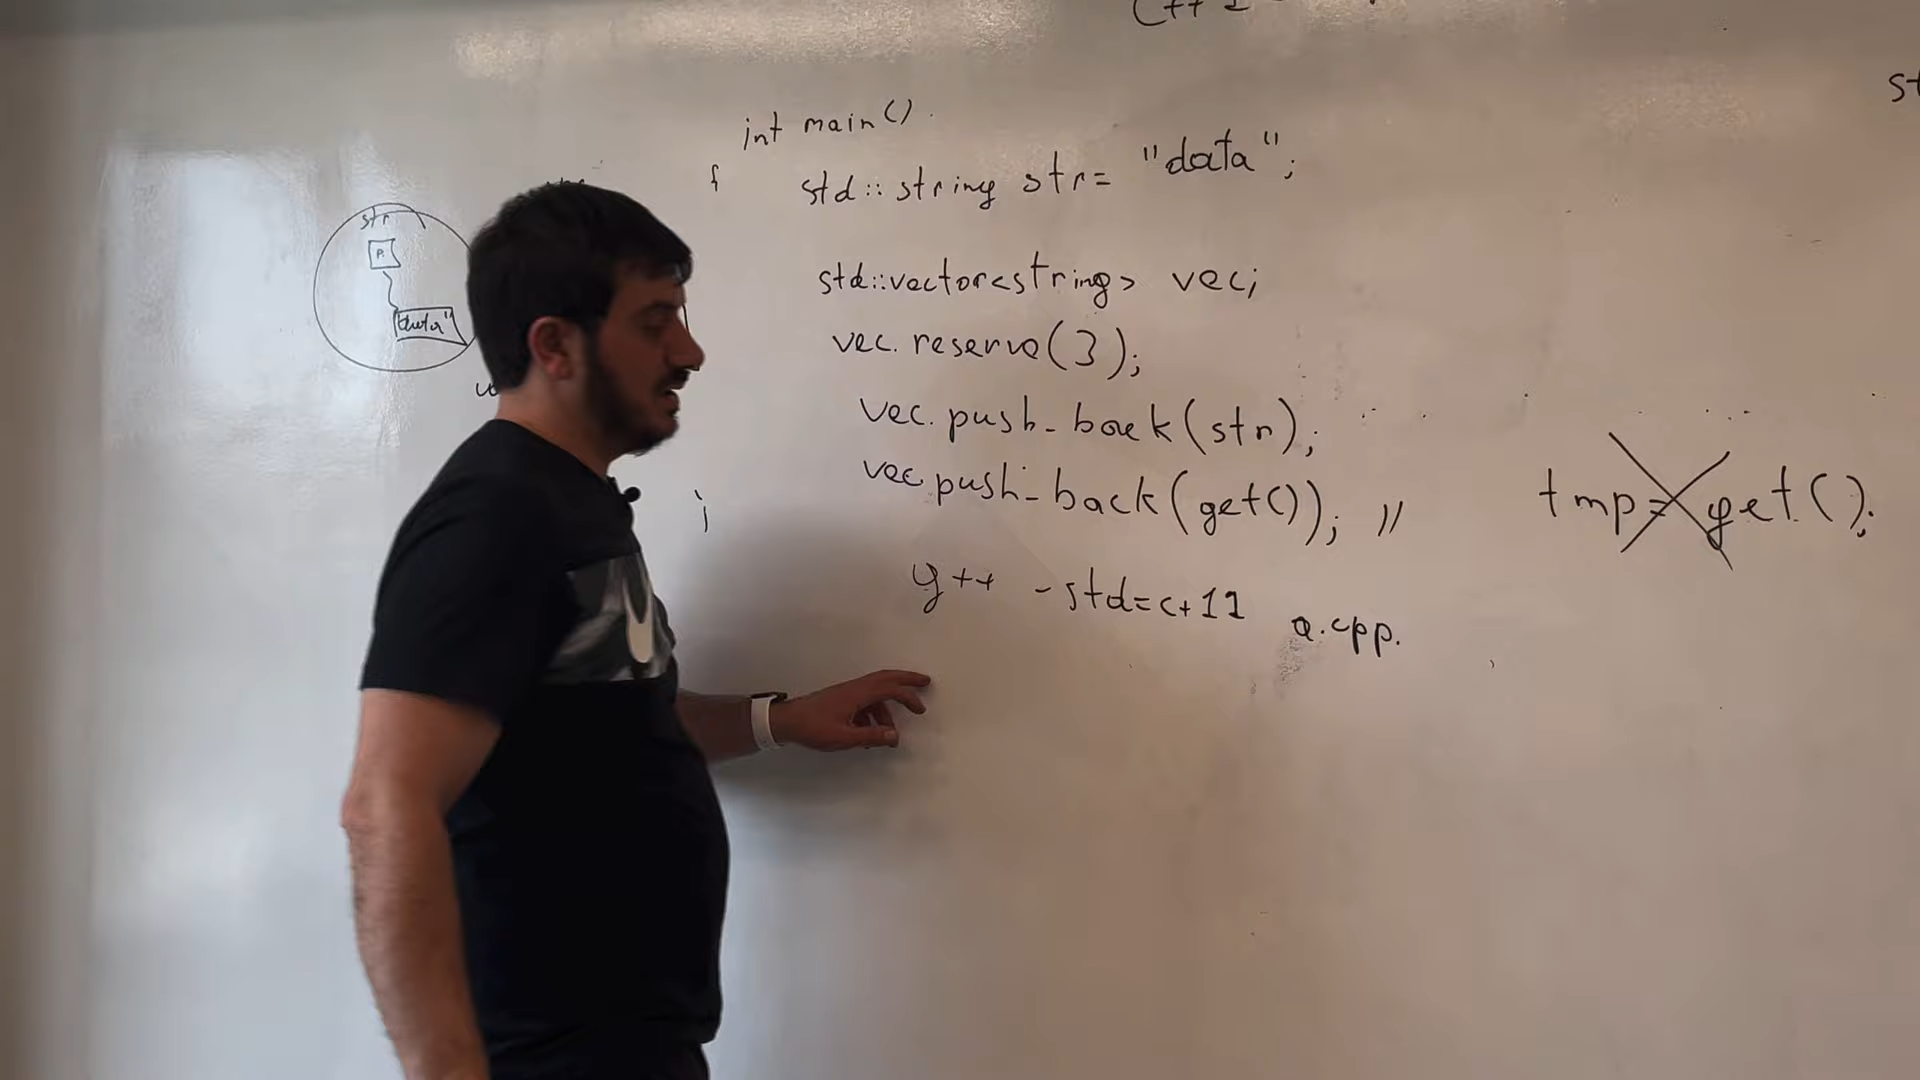 int main().
{
std::string str= "data";
std::vector<string> vec;
vec.reserve(3);
vec.push_back(str);
vec.push_back(get()); //
tmp= get();
g++ -std=c+11 a.cpp.
str
P
"data"